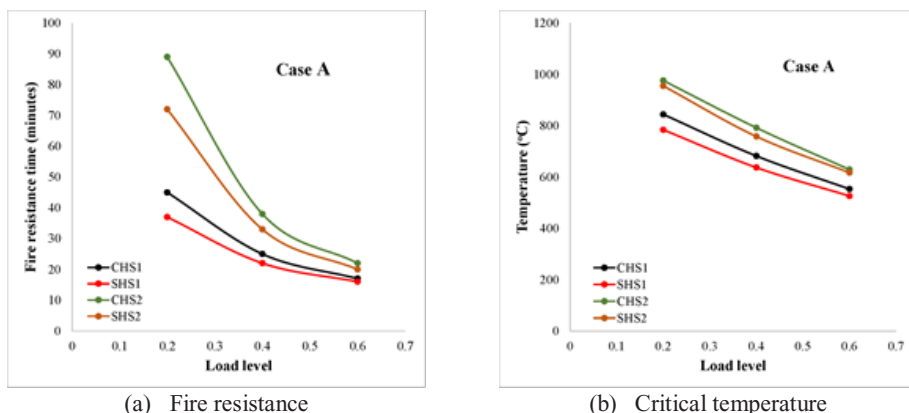 100
90
80
70
60
50
40
30
20
10
0
Fire resistance time (minutes)
Case A
CHS1
SHS1
CHS2
SHS2
0 0.1 0.2 0.3 0.4 0.5 0.6 0.7
Load level
(a) Fire resistance
1200
1000
800
600
400
200
0
Temperature (°C)
Case A
CHS1
SHS1
CHS2
SHS2
0 0.1 0.2 0.3 0.4 0.5 0.6 0.7
Load level
(b) Critical temperature